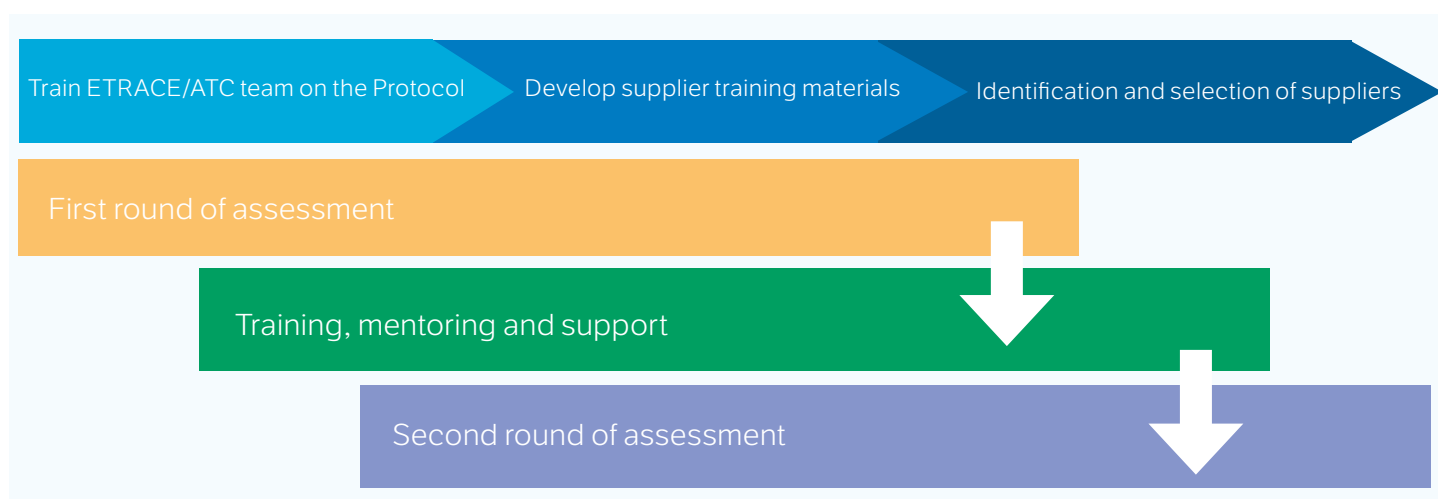 Train ETRACE/ATC team on the Protocol
Develop supplier training materials
Identification and selection of suppliers
First round of assessment
Training, mentoring and support
Second round of assessment